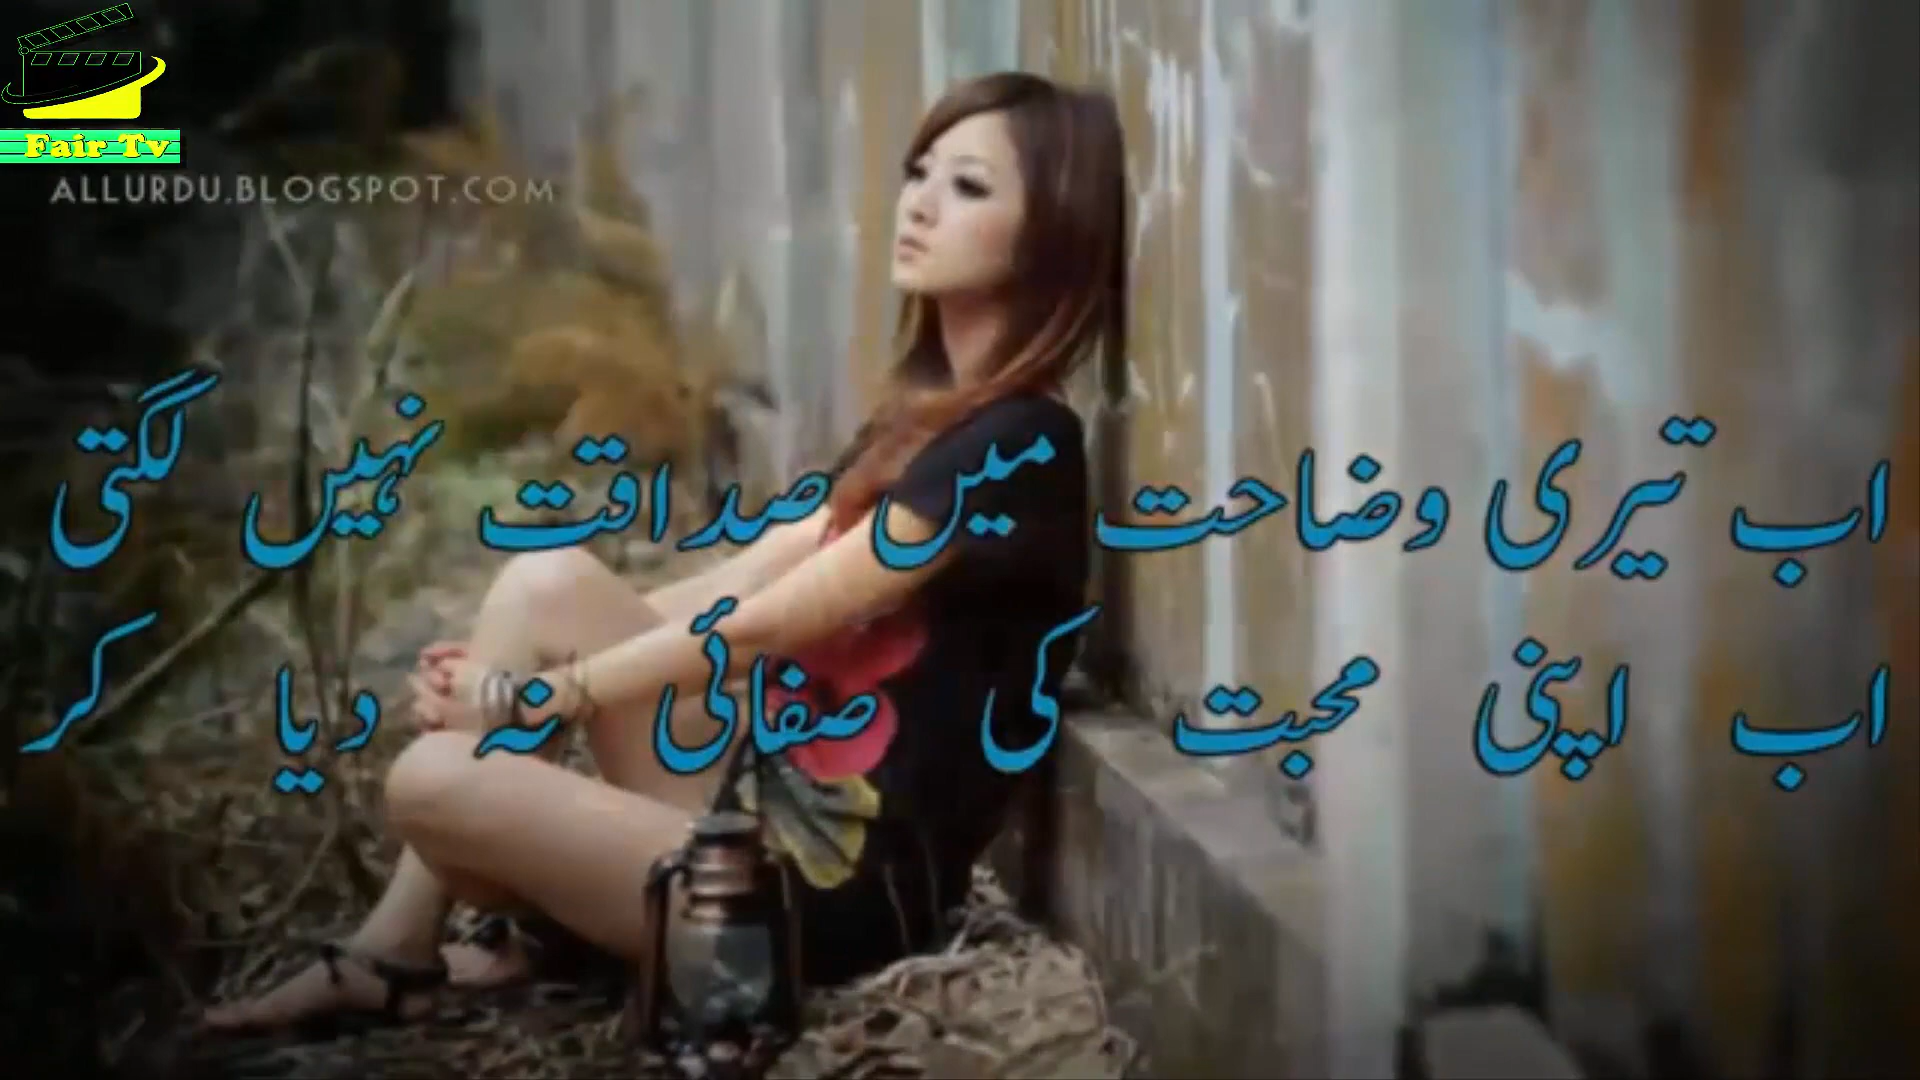 Fair Tv
ALLURDU.BLOGSPOT.COM
اب تیری وضاحت میں صداقت نہیں لگتی
اب اپنی محبت کی صفائی نہ دیا کر